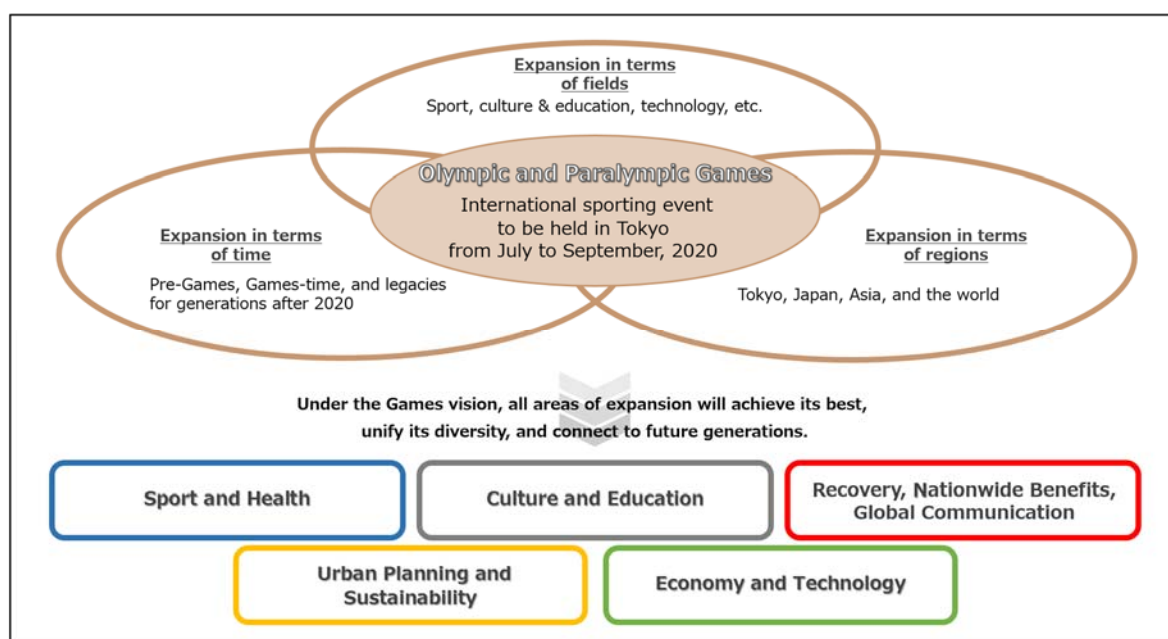 Expansion in terms
of fields
Sport, culture & education, technology, etc.
Olympic and Paralympic Games
International sporting event
to be held in Tokyo
from July to September, 2020
Expansion in terms
of time
Pre-Games, Games-time, and legacies
for generations after 2020
Expansion in terms
of regions
Tokyo, Japan, Asia, and the world
Under the Games vision, all areas of expansion will achieve its best,
unify its diversity, and connect to future generations.
Sport and Health
Culture and Education
Recovery, Nationwide Benefits,
Global Communication
Urban Planning and
Sustainability
Economy and Technology